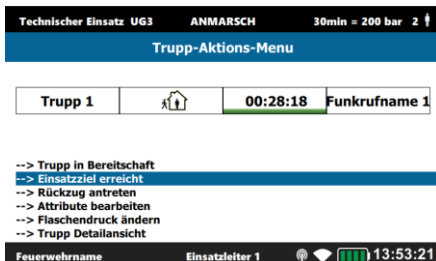 Technischer Einsatz UG3 ANMARSCH 30min = 200 bar 2
Trupp-Aktions-Menu
Trupp 1 00:28:18 Funkrufname 1
--> Trupp in Bereitschaft
--> Einsatzziel erreicht
--> Rückzug antreten
--> Attribute bearbeiten
--> Flaschendruck ändern
--> Trupp Detailansicht
Feuerwehrname Einsatzleiter 1 13:53:21